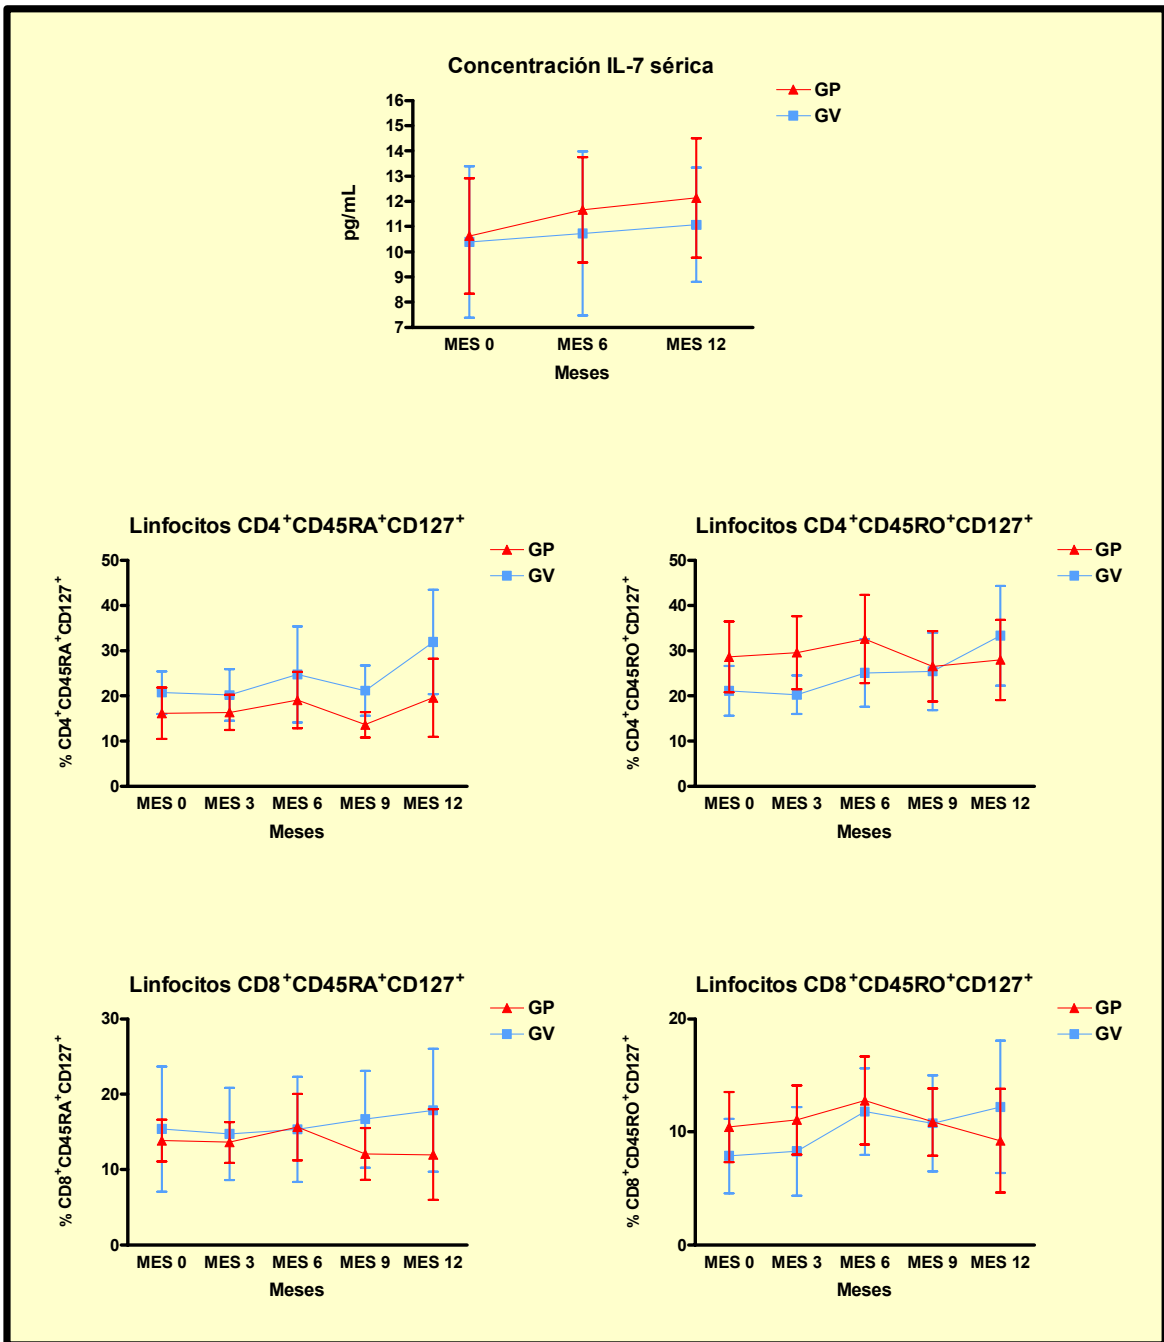 Concentración IL-7 sérica
GP
GV
pg/mL
16
15
14
13
12
11
10
9
8
7
MES 0 MES 6 MES 12
Meses
Linfocitos CD4⁺CD45RA⁺CD127⁺
GP
GV
% CD4⁺CD45RA⁺CD127⁺
50
40
30
20
10
0
MES 0 MES 3 MES 6 MES 9 MES 12
Meses
Linfocitos CD4⁺CD45RO⁺CD127⁺
GP
GV
% CD4⁺CD45RO⁺CD127⁺
50
40
30
20
10
0
MES 0 MES 3 MES 6 MES 9 MES 12
Meses
Linfocitos CD8⁺CD45RA⁺CD127⁺
GP
GV
% CD8⁺CD45RA⁺CD127⁺
30
20
10
0
MES 0 MES 3 MES 6 MES 9 MES 12
Meses
Linfocitos CD8⁺CD45RO⁺CD127⁺
GP
GV
% CD8⁺CD45RO⁺CD127⁺
20
10
0
MES 0 MES 3 MES 6 MES 9 MES 12
Meses